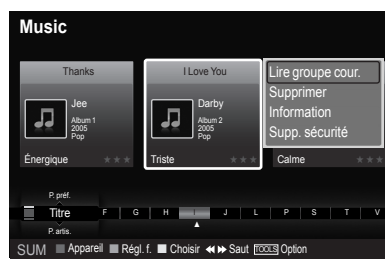 Music
Thanks
Jee
Album 1
2005
Pop
Énergique
I Love You
Darby
Album 2
2005
Pop
Triste
Lire groupe cour.
Supprimer
Information
Supp. sécurité
Calme
P. préf.
Titre F G H I J L P S T V
P. artis.
SUM Appareil Régl. f. Choisir Saut TOOLS Option